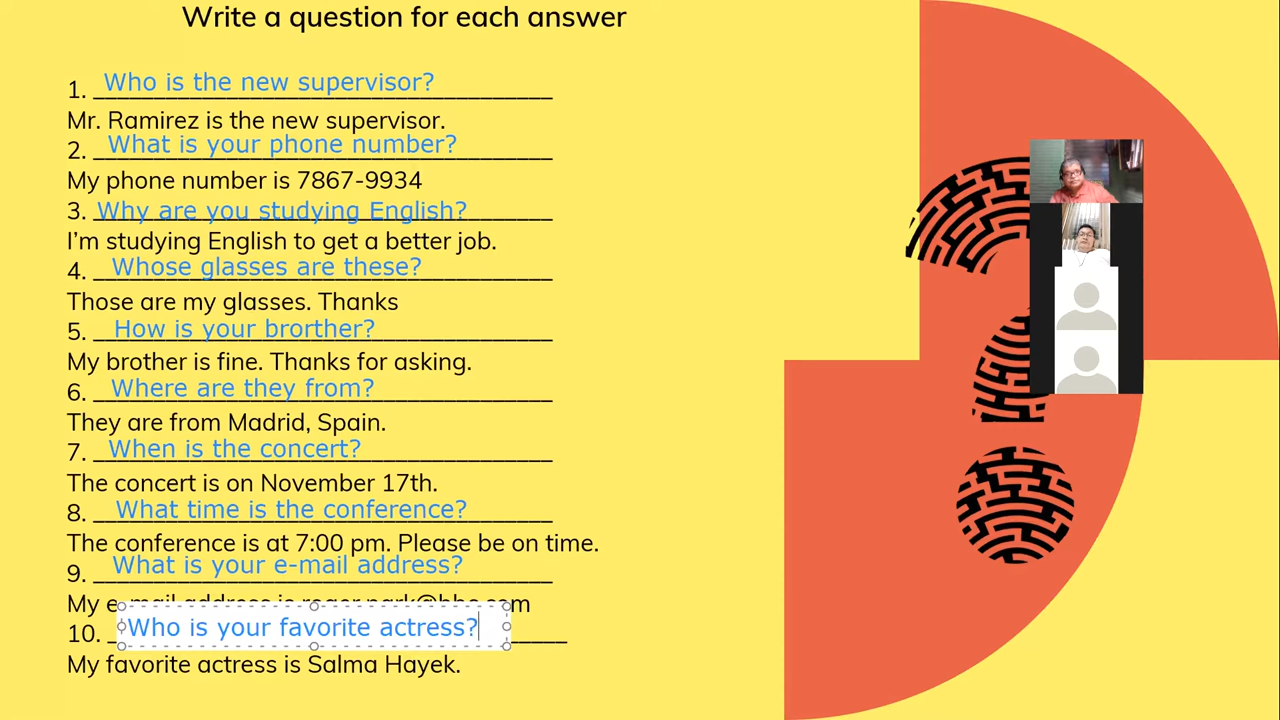 Write a question for each answer
1. Who is the new supervisor?
Mr. Ramirez is the new supervisor.
2. What is your phone number?
My phone number is 7867-9934
3. Why are you studying English?
I'm studying English to get a better job.
4. Whose glasses are these?
Those are my glasses. Thanks
5. How is your brorther?
My brother is fine. Thanks for asking.
6. Where are they from?
They are from Madrid, Spain.
7. When is the concert?
The concert is on November 17th.
8. What time is the conference?
The conference is at 7:00 pm. Please be on time.
9. What is your e-mail address?
My e-mail address is
10. Who is your favorite actress?
My favorite actress is Salma Hayek.